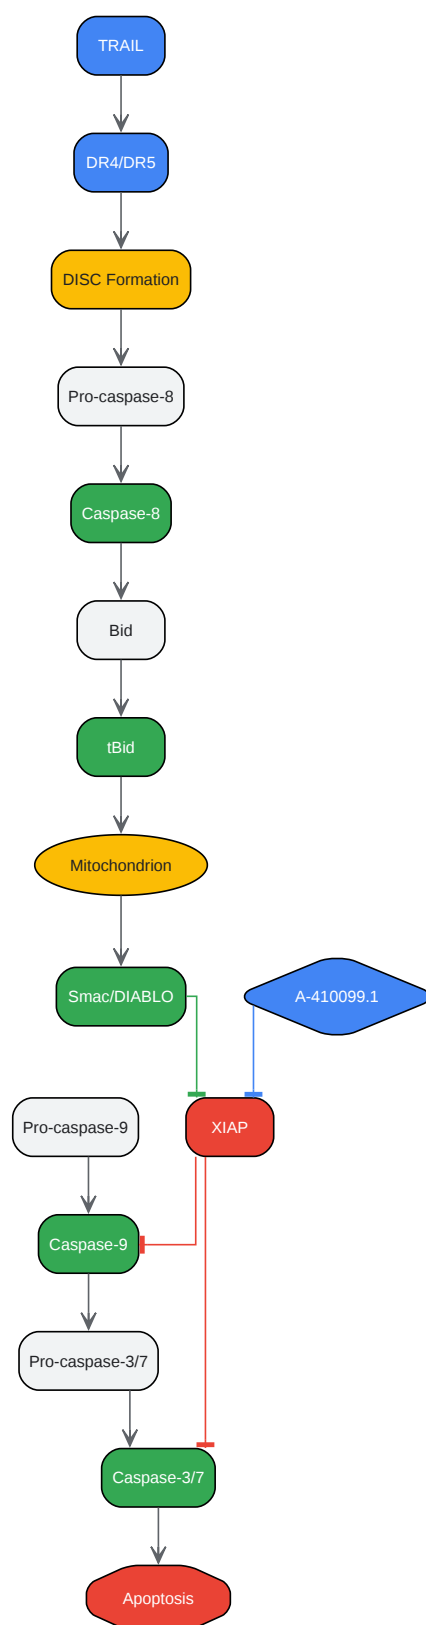 TRAIL
DR4/DR5
DISC Formation
Pro-caspase-8
Caspase-8
Bid
tBid
Mitochondrion
Smac/DIABLO
A-410099.1
Pro-caspase-9
XIAP
Caspase-9
Pro-caspase-3/7
Caspase-3/7
Apoptosis